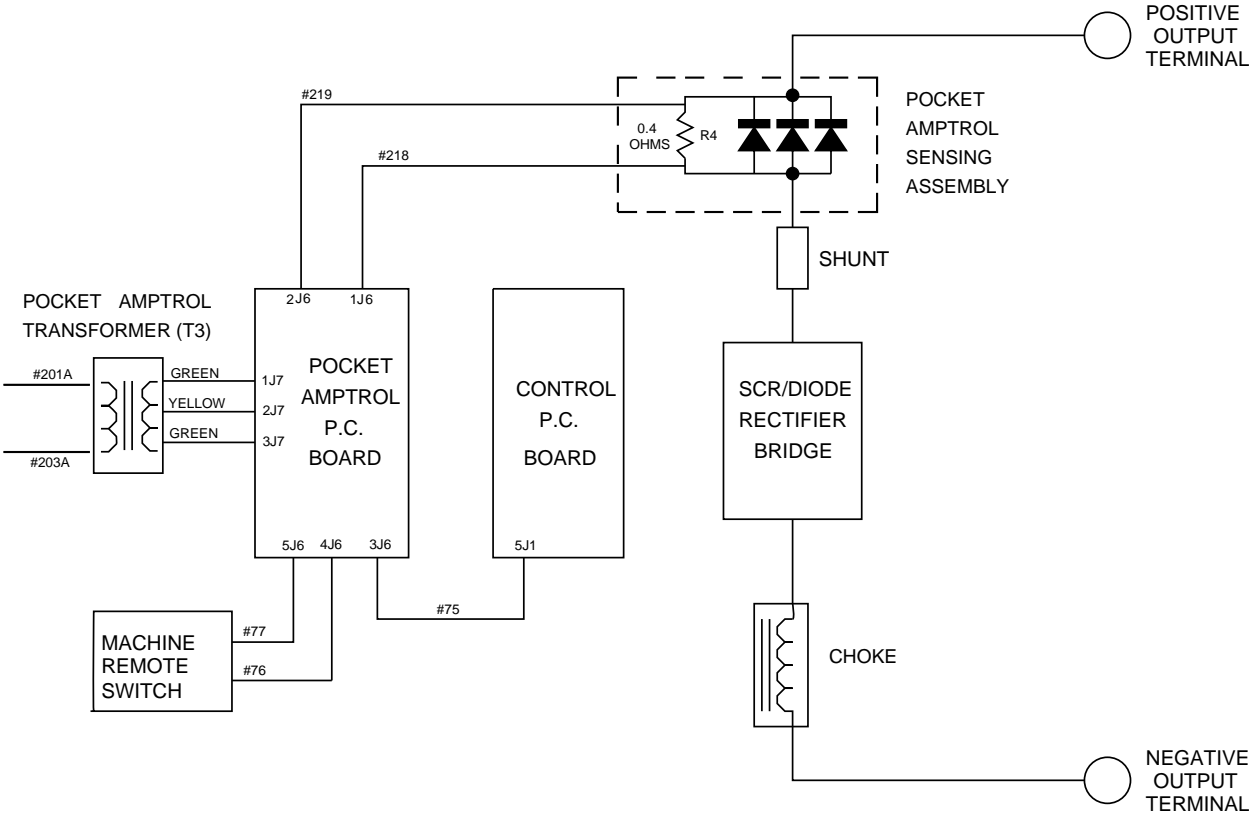 POSITIVE
OUTPUT
TERMINAL
#219
0.4
OHMS
R4
POCKET
AMPTROL
SENSING
ASSEMBLY
#218
SHUNT
POCKET AMPTROL
TRANSFORMER (T3)
2J6
1J6
#201A
GREEN
1J7
YELLOW
2J7
GREEN
3J7
#203A
POCKET
AMPTROL
P.C.
BOARD
CONTROL
P.C.
BOARD
SCR/DIODE
RECTIFIER
BRIDGE
5J6
4J6
3J6
5J1
#75
#77
#76
MACHINE
REMOTE
SWITCH
CHOKE
NEGATIVE
OUTPUT
TERMINAL